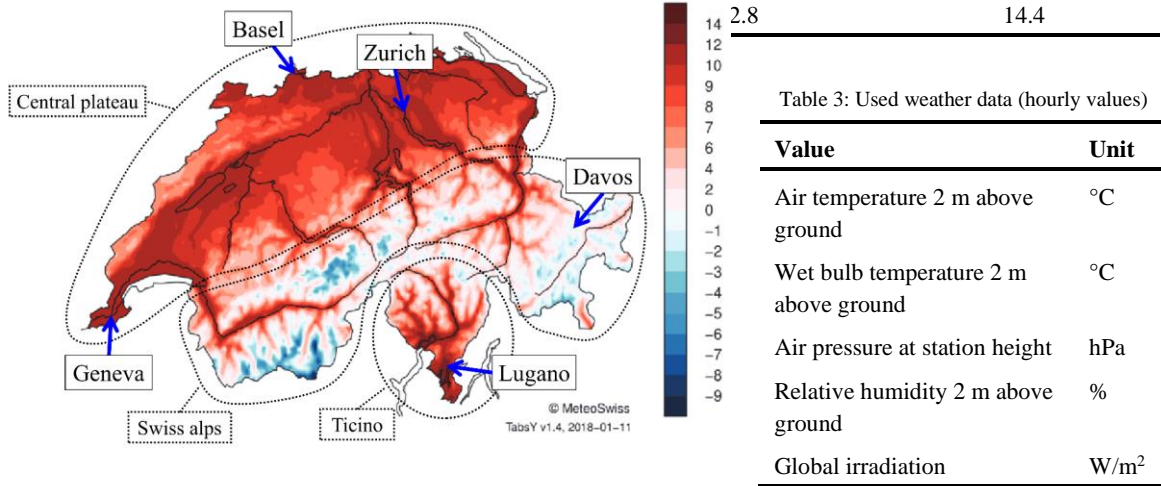 Basel
Zurich
Central plateau
Davos
Geneva
Lugano
Swiss alps
Ticino
© MeteoSwiss
TabsY v1.4, 2018-01-11
14
12
10
9
8
7
6
4
2
0
−1
−2
−3
−4
−5
−6
−7
−8
−9
2.8 14.4
Table 3: Used weather data (hourly values)
Value Unit
Air temperature 2 m above °C
ground
Wet bulb temperature 2 m °C
above ground
Air pressure at station height hPa
Relative humidity 2 m above %
ground
Global irradiation W/m²